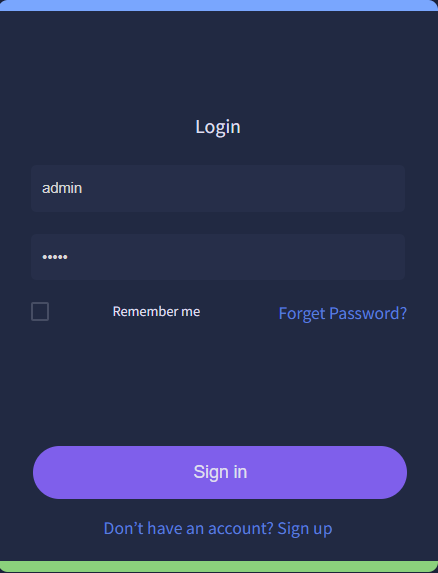 Login
admin
•••••
Remember me
Forget Password?
Sign in
Don't have an account? Sign up